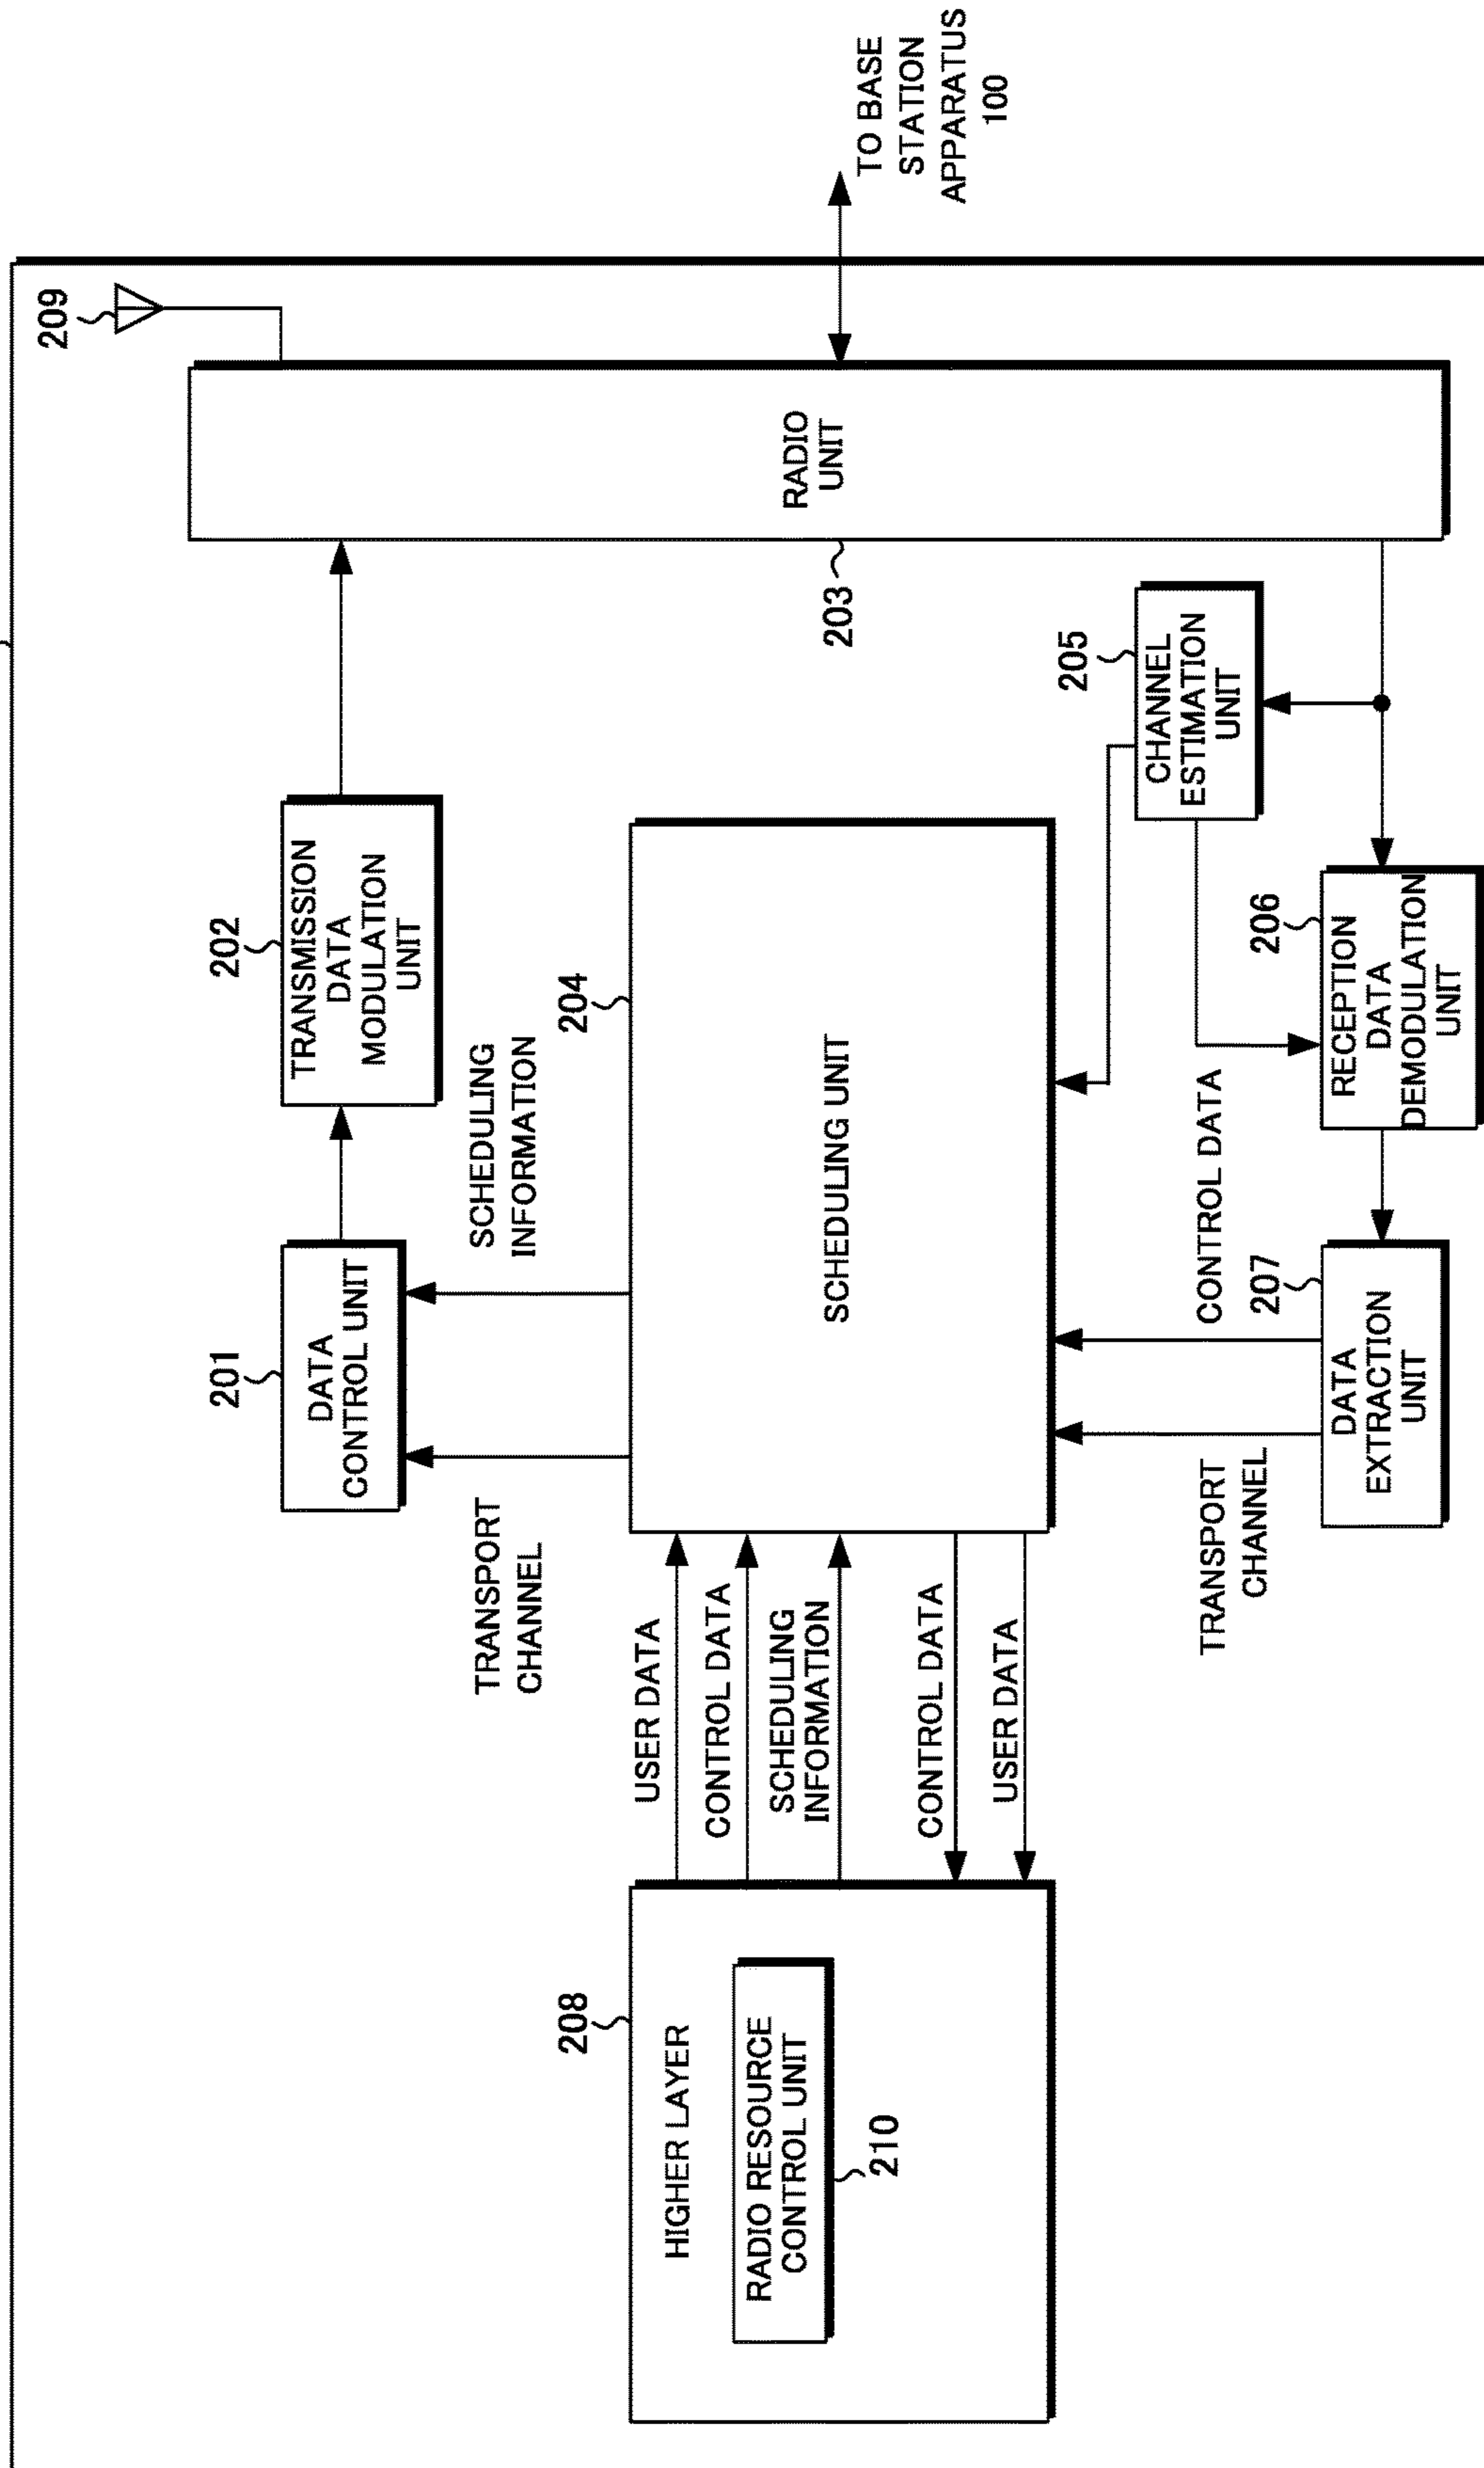 209
TO BASE
STATION
APPARATUS
100
RADIO
UNIT
203
202
TRANSMISSION
DATA
MODULATION
UNIT
201
DATA
CONTROL UNIT
SCHEDULING
INFORMATION
TRANSPORT
CHANNEL
204
SCHEDULING UNIT
205
CHANNEL
ESTIMATION
UNIT
206
RECEPTION
DATA
DEMODULATION
UNIT
CONTROL DATA
207
DATA
EXTRACTION
UNIT
TRANSPORT
CHANNEL
USER DATA
CONTROL DATA
SCHEDULING
INFORMATION
CONTROL DATA
USER DATA
208
HIGHER LAYER
RADIO RESOURCE
CONTROL UNIT
210